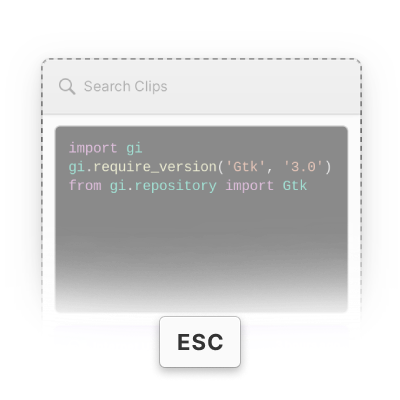 Search Clips
import gi
gi.require_version('Gtk', '3.0')
from gi.repository import Gtk
ESC